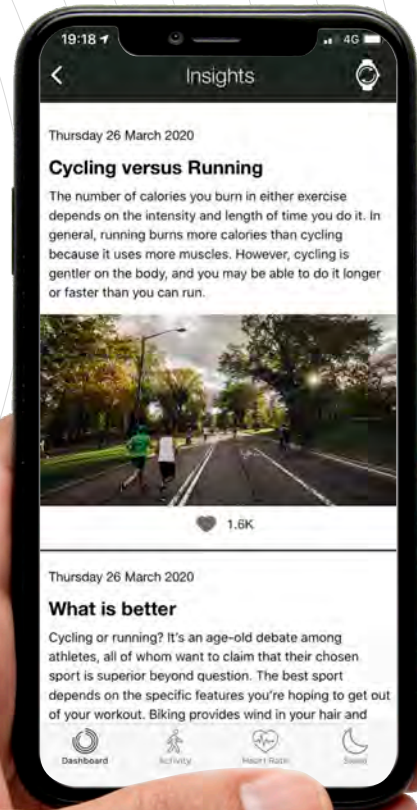 19:18 4G
Insights
Thursday 26 March 2020
Cycling versus Running
The number of calories you burn in either exercise
depends on the intensity and length of time you do it. In
general, running burns more calories than cycling
because it uses more muscles. However, cycling is
gentler on the body, and you may be able to do it longer
or faster than you can run.
1.6K
Thursday 26 March 2020
What is better
Cycling or running? It's an age-old debate among
athletes, all of whom want to claim that their chosen
sport is superior beyond question. The best sport
depends on the specific features you're hoping to get out
of your workout. Biking provides wind in your hair and
Dashboard Activity Heart Rate Sleep